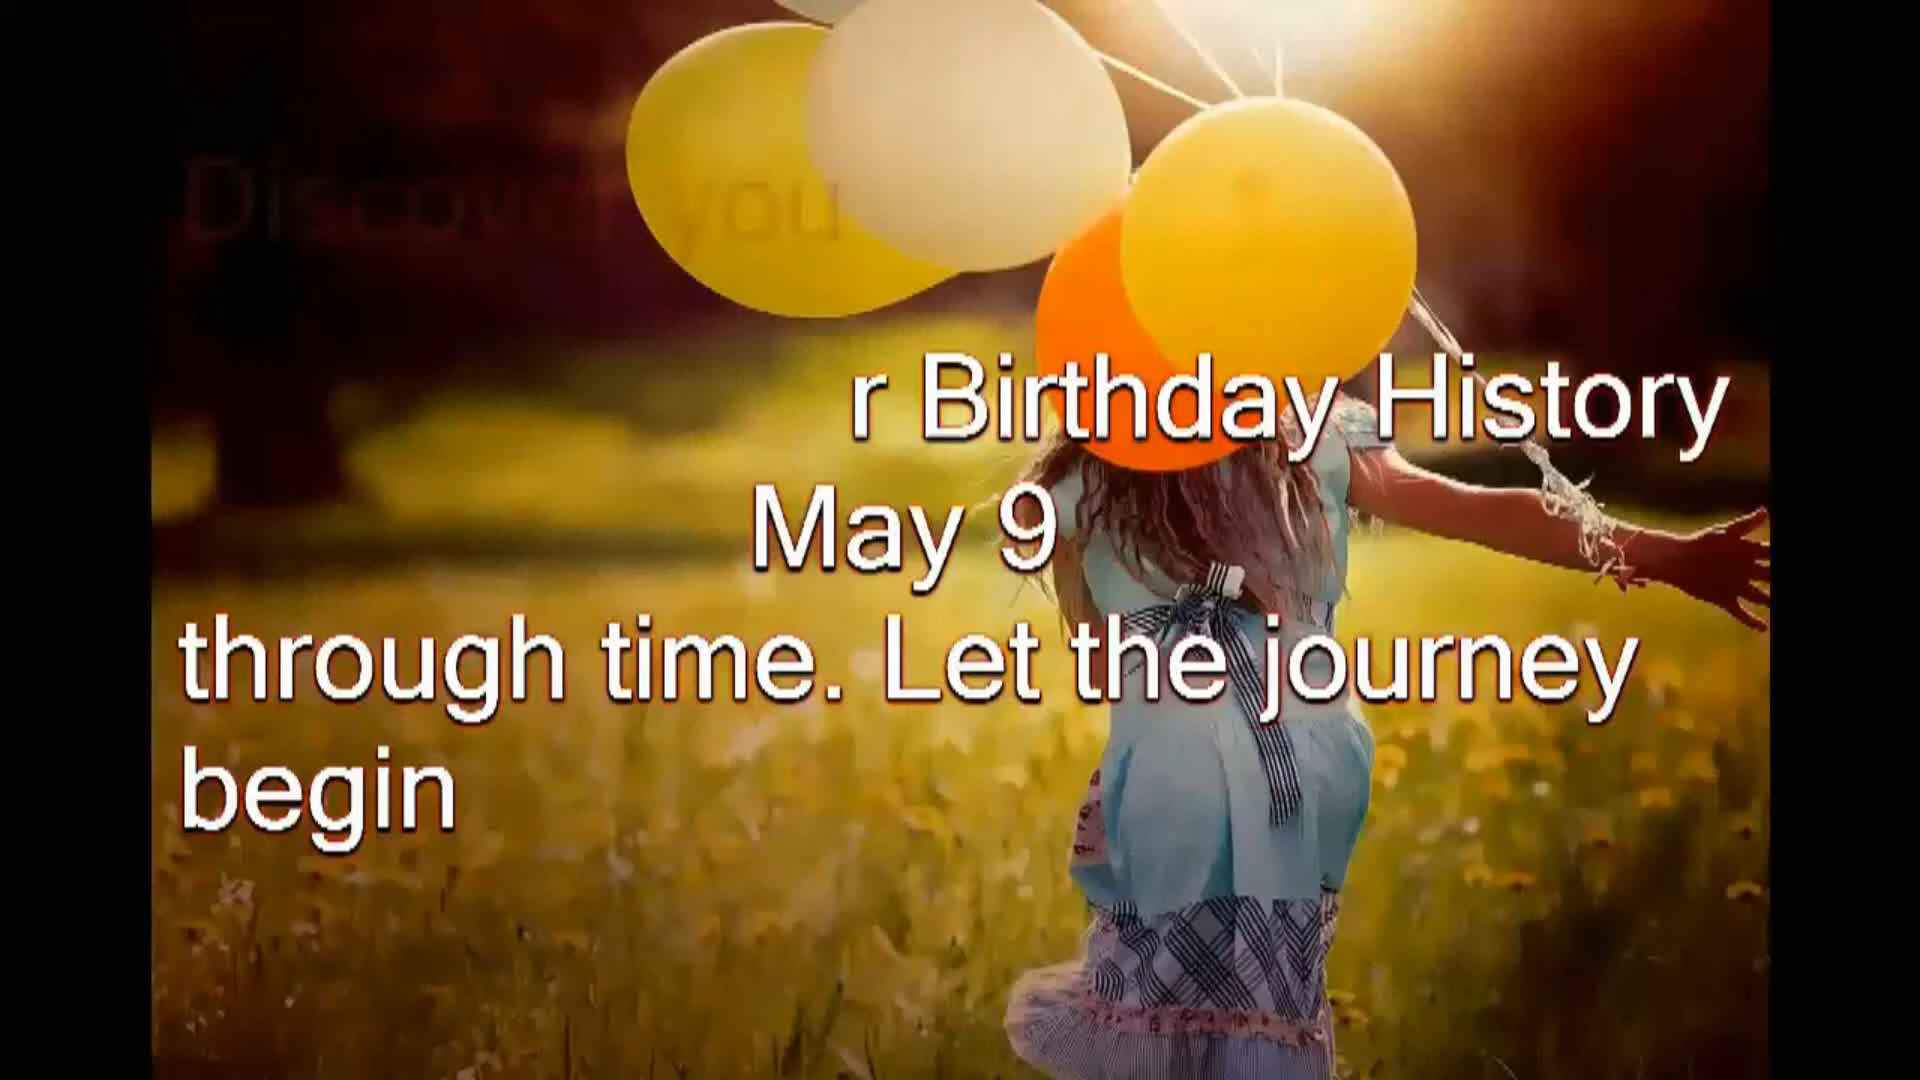 Discover you
r Birthday History
May 9
through time. Let the journey
begin